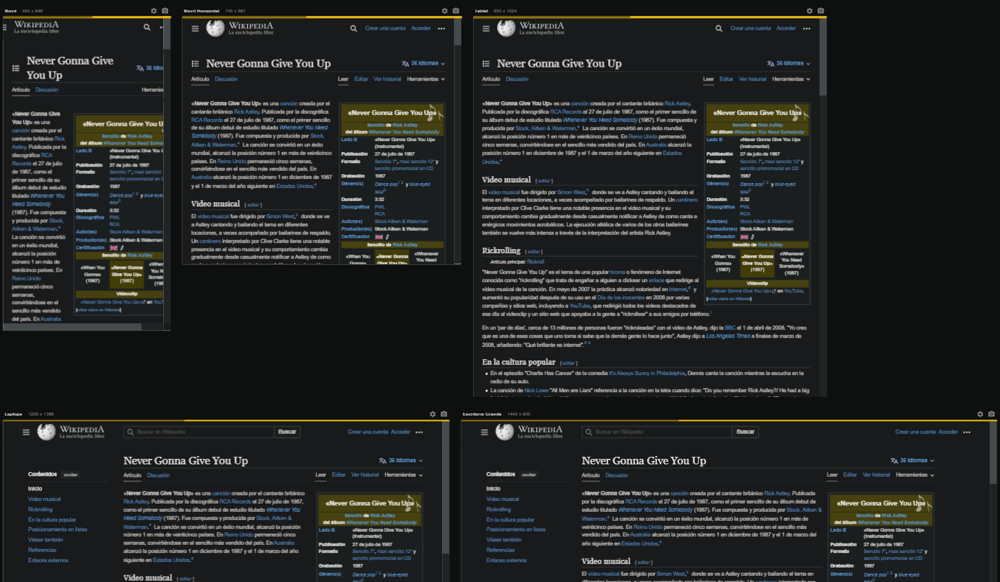 Movil 450 x 848
WIKIPEDIA
La enciclopedia libre
Never Gonna Give
You Up
36 idio
Artículo Discusión Herramie
«Never Gonna Give
You Up» es una
canción creada por el
cantante británico Rick
Astley. Publicada por la
discográfica RCA
Records el 27 de julio
de 1987, como el
primer sencillo de su
álbum debut de estudio
titulado Whenever You
Need Somebody
(1987). Fue compuesta
y producida por Stock,
Aitken & Waterman.4
La canción se convirtió
en un éxito mundial,
alcanzó la posición
número 1 en más de
veinticinco países. En
Reino Unido
permaneció cinco
semanas,
convirtiéndose en el
sencillo más vendido
del país. En Australia
«Never Gonna Give You U
Sencillo de Rick Astley
del álbum Whenever You Need Some
Lado B «Never Gonna Give You U
(Instrumental)
Publicación 27 de julio de 1987
Formato Sencillo 7", maxi sencillo
sencillo promocional en C
Grabación 1987
Género(s) Dance pop1 2 y blue-eyed
soul3
Duración 3:32
Discográfica PWL
RCA
Autor(es) Stock Aitken & Waterman
Productor(es) Stock Aitken & Waterman
Certificación
Sencillo de Rick Astley
«When You
Gonna»
(1987)
«Never Gonna
Give You Up»
(1987)
«When
You N
Someb
(198
Videoclip
«Never Gonna Give You Up» en YouT
[editar datos en Wikidata]
Movil Horizontal 750 x 867
WIKIPEDIA
La enciclopedia libre
Crear una cuenta Acceder
Never Gonna Give You Up
36 idiomas
Artículo Discusión Leer Editar Ver historial Herramientas
«Never Gonna Give You Up» es una canción creada por el
cantante británico Rick Astley. Publicada por la discográfica
RCA Records el 27 de julio de 1987, como el primer sencillo
de su álbum debut de estudio titulado Whenever You Need
Somebody (1987). Fue compuesta y producida por Stock,
Aitken & Waterman.4 La canción se convirtió en un éxito
mundial, alcanzó la posición número 1 en más de veinticinco
países. En Reino Unido permaneció cinco semanas,
convirtiéndose en el sencillo más vendido del país. En
Australia alcanzó la posición número 1 en diciembre de 1987
y el 1 de marzo del año siguiente en Estados Unidos.4
Video musical [editar]
El video musical fue dirigido por Simon West,5 donde se ve
a Astley cantando y bailando el tema en diferentes
locaciones, a veces acompañado por bailarines de respaldo.
Un cantinero interpretado por Clive Clarke tiene una notable
presencia en el video musical y su comportamiento cambia
gradualmente desde casualmente notificar a Astley de como
«Never Gonna Give You Up»
Sencillo de Rick Astley
del álbum Whenever You Need Somebody
Lado B «Never Gonna Give You Up»
(Instrumental)
Publicación 27 de julio de 1987
Formato Sencillo 7", maxi sencillo 12" y
sencillo promocional en CD
Grabación 1987
Género(s) Dance pop1 2 y blue-eyed
soul3
Duración 3:32
Discográfica PWL
RCA
Autor(es) Stock Aitken & Waterman
Productor(es) Stock Aitken & Waterman
Certificación
Sencillo de Rick Astley
«When You
Gonna»
«Never Gonna
Give You Up»
«Whenever
You Need
Tablet 950 x 1024
WIKIPEDIA
La enciclopedia libre
Crear una cuenta Acceder
Never Gonna Give You Up
36 idiomas
Artículo Discusión Leer Editar Ver historial Herramientas
«Never Gonna Give You Up» es una canción creada por el cantante británico Rick Astley.
Publicada por la discográfica RCA Records el 27 de julio de 1987, como el primer sencillo de
su álbum debut de estudio titulado Whenever You Need Somebody (1987). Fue compuesta y
producida por Stock, Aitken & Waterman.4 La canción se convirtió en un éxito mundial,
alcanzó la posición número 1 en más de veinticinco países. En Reino Unido permaneció
cinco semanas, convirtiéndose en el sencillo más vendido del país. En Australia alcanzó la
posición número 1 en diciembre de 1987 y el 1 de marzo del año siguiente en Estados
Unidos.4
Video musical [editar]
El video musical fue dirigido por Simon West,5 donde se ve a Astley cantando y bailando el
tema en diferentes locaciones, a veces acompañado por bailarines de respaldo. Un cantinero
interpretado por Clive Clarke tiene una notable presencia en el video musical y su
comportamiento cambia gradualmente desde casualmente notificar a Astley de como canta a
enérgicos movimientos acrobáticos. La ejecución atlética de varios de los otros bailarines
también se vuelve más intensa a través de la interpretación del artista Rick Astley.
Rickrolling [editar]
Artículo principal: Rickroll
"Never Gonna Give You Up" es el tema de una popular broma o fenómeno de Internet
conocida como "rickrolling" que trata de engañar a alguien a clickear un enlace que redirige al
video musical de la canción. En mayo de 2007 la práctica alcanzó notoriedad en Internet,6 y
aumentó su popularidad después de su uso en el Día de los inocentes en 2008 por varias
compañías y sitios web, incluyendo a YouTube, que redirigió todos los videos destacados de
ese día al videoclip y un sitio web que apoyaba a la gente a "rickrollear" a sus amigos por teléfono.7
En un 'par de días', cerca de 13 millones de personas fueron "rickroleadas" con el video de Astley, dijo la BBC el 1 de abril de 2008. "Yo creo
que es una de esas cosas que uno toma si sabe que la demás gente lo hace junto", Astley dijo a Los Angeles Times a finales de marzo de
2008, añadiendo: "Qué brillante es internet".8 9
En la cultura popular [editar]
En el episodio "Charlie Has Cancer" de la comedia It's Always Sunny in Philadelphia, Dennis canta la canción mientras la escucha en la
radio de su auto.
La canción de Nick Lowe "All Men are Liars" referencia a la canción en la letra cuando dice: "Do you remember Rick Astley?/ He had a big
«Never Gonna Give You Up»
Sencillo de Rick Astley
del álbum Whenever You Need Somebody
Lado B «Never Gonna Give You Up»
(Instrumental)
Publicación 27 de julio de 1987
Formato Sencillo 7", maxi sencillo 12" y
sencillo promocional en CD
Grabación 1987
Género(s) Dance pop1 2 y blue-eyed
soul3
Duración 3:32
Discográfica PWL
RCA
Autor(es) Stock Aitken & Waterman
Productor(es) Stock Aitken & Waterman
Certificación
Sencillo de Rick Astley
«When You
Gonna»
(1987)
«Never Gonna
Give You Up»
(1987)
«Whenever
You Need
Somebody»
(1987)
Videoclip
«Never Gonna Give You Up» en YouTube.
[editar datos en Wikidata]
Laptops 1200 x 1388
WIKIPEDIA
La enciclopedia libre
Buscar en Wikipedia Buscar
Crear una cuenta Acceder
Never Gonna Give You Up
36 idiomas
Contenidos ocultar
Inicio
Video musical
Rickrolling
En la cultura popular
Posicionamiento en listas
Véase también
Referencias
Enlaces externos
Artículo Discusión Leer Editar Ver historial Herramientas
«Never Gonna Give You Up» es una canción creada por el cantante británico
Rick Astley. Publicada por la discográfica RCA Records el 27 de julio de 1987,
como el primer sencillo de su álbum debut de estudio titulado Whenever You
Need Somebody (1987). Fue compuesta y producida por Stock, Aitken &
Waterman.4 La canción se convirtió en un éxito mundial, alcanzó la posición
número 1 en más de veinticinco países. En Reino Unido permaneció cinco
semanas, convirtiéndose en el sencillo más vendido del país. En Australia
alcanzó la posición número 1 en diciembre de 1987 y el 1 de marzo del año
siguiente en Estados Unidos.4
Video musical [editar]
«Never Gonna Give You Up»
Sencillo de Rick Astley
del álbum Whenever You Need Somebody
Lado B «Never Gonna Give You Up»
(Instrumental)
Publicación 27 de julio de 1987
Formato Sencillo 7", maxi sencillo 12" y
sencillo promocional en CD
Grabación 1987
Género(s) Dance pop1 2 y blue-eyed
Escritorio Grande 1440 x 900
WIKIPEDIA
La enciclopedia libre
Buscar en Wikipedia Buscar
Crear una cuenta Acceder
Never Gonna Give You Up
36 idiomas
Contenidos ocultar
Inicio
Video musical
Rickrolling
En la cultura popular
Posicionamiento en listas
Véase también
Referencias
Enlaces externos
Artículo Discusión Leer Editar Ver historial Herramientas
«Never Gonna Give You Up» es una canción creada por el cantante británico Rick Astley. Publicada
por la discográfica RCA Records el 27 de julio de 1987, como el primer sencillo de su álbum debut de
estudio titulado Whenever You Need Somebody (1987). Fue compuesta y producida por Stock, Aitken &
Waterman.4 La canción se convirtió en un éxito mundial, alcanzó la posición número 1 en más de
veinticinco países. En Reino Unido permaneció cinco semanas, convirtiéndose en el sencillo más
vendido del país. En Australia alcanzó la posición número 1 en diciembre de 1987 y el 1 de marzo del
año siguiente en Estados Unidos.4
Video musical [editar]
El video musical fue dirigido por Simon West,5 donde se ve a Astley cantando y bailando el tema en
«Never Gonna Give You Up»
Sencillo de Rick Astley
del álbum Whenever You Need Somebody
Lado B «Never Gonna Give You Up»
(Instrumental)
Publicación 27 de julio de 1987
Formato Sencillo 7", maxi sencillo 12" y
sencillo promocional en CD
Grabación 1987
Género(s) Dance pop1 2 y blue-eyed